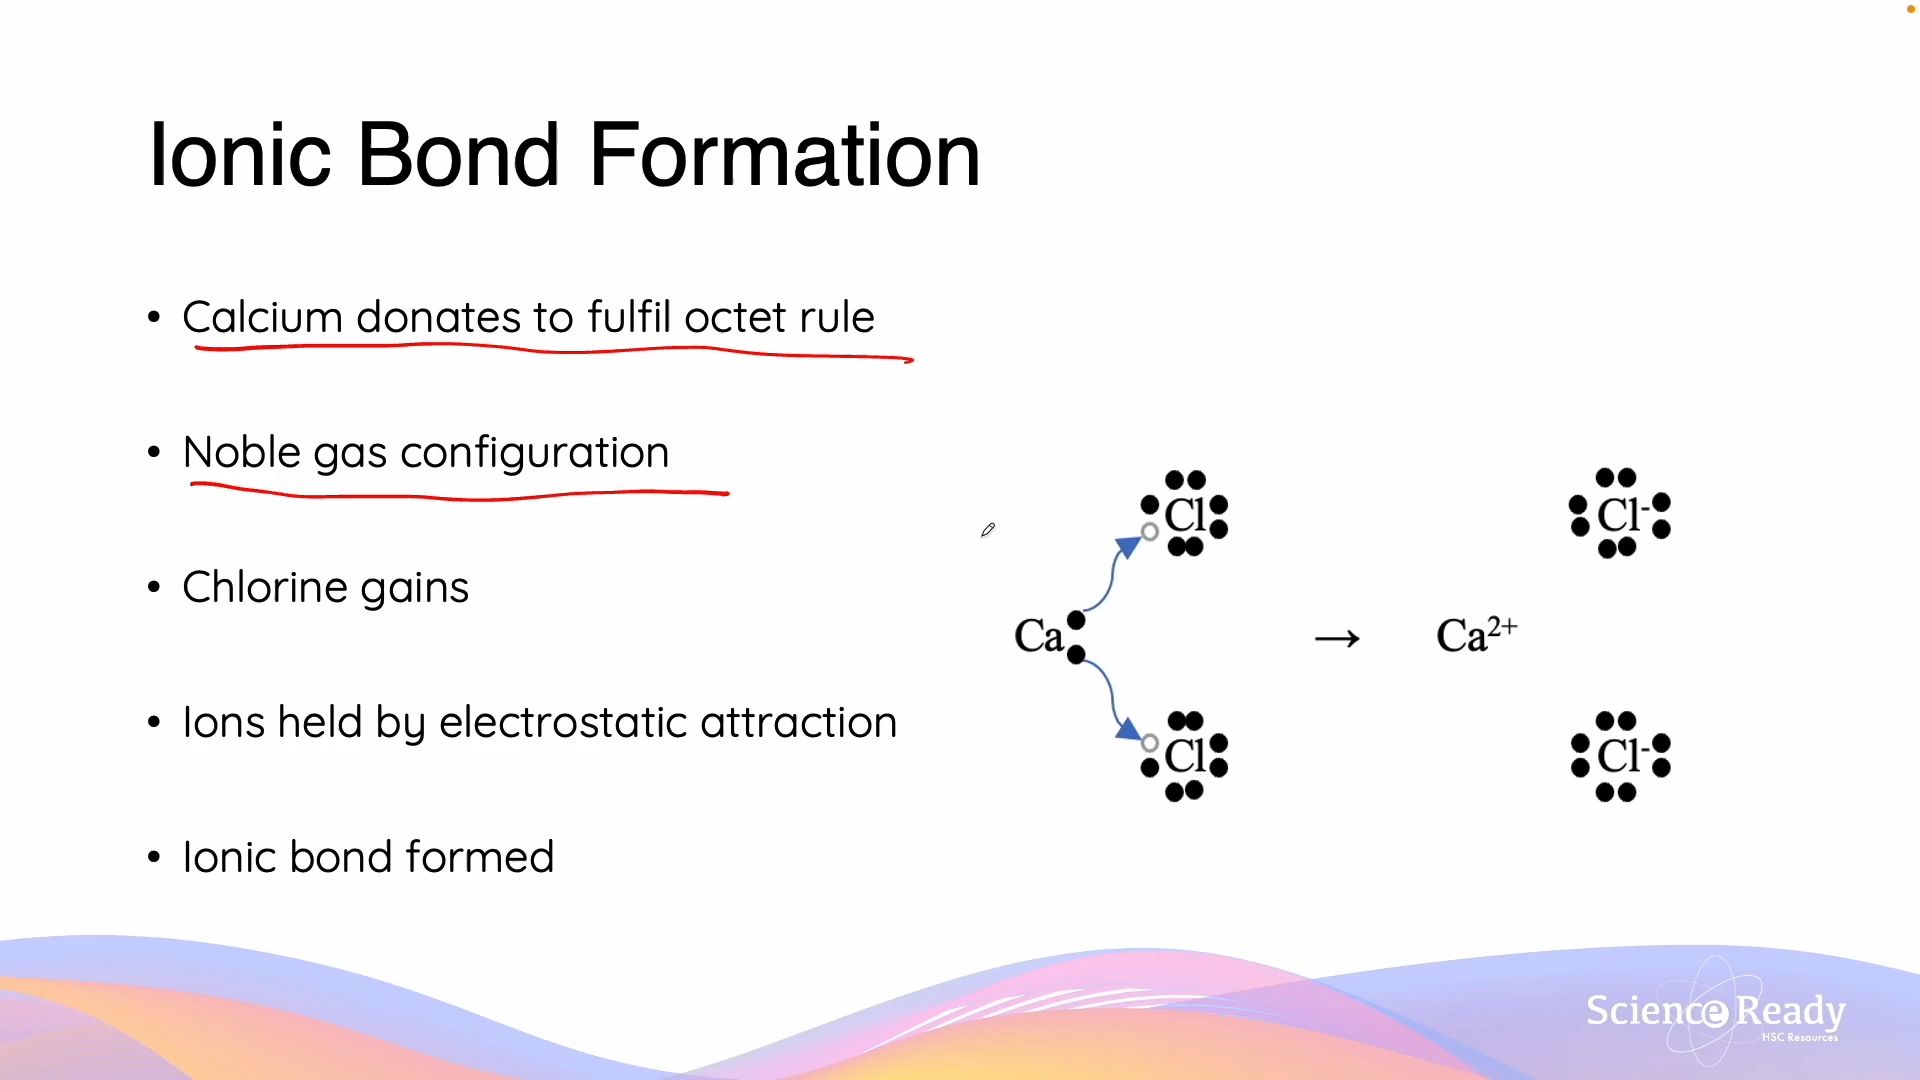 Ionic Bond Formation
• Calcium donates to fulfil octet rule
• Noble gas configuration
• Chlorine gains
• Ions held by electrostatic attraction
• Ionic bond formed
Cl
Cl-
Ca
→
Ca²⁺
Cl
Cl-
Science Ready
HSC Resources